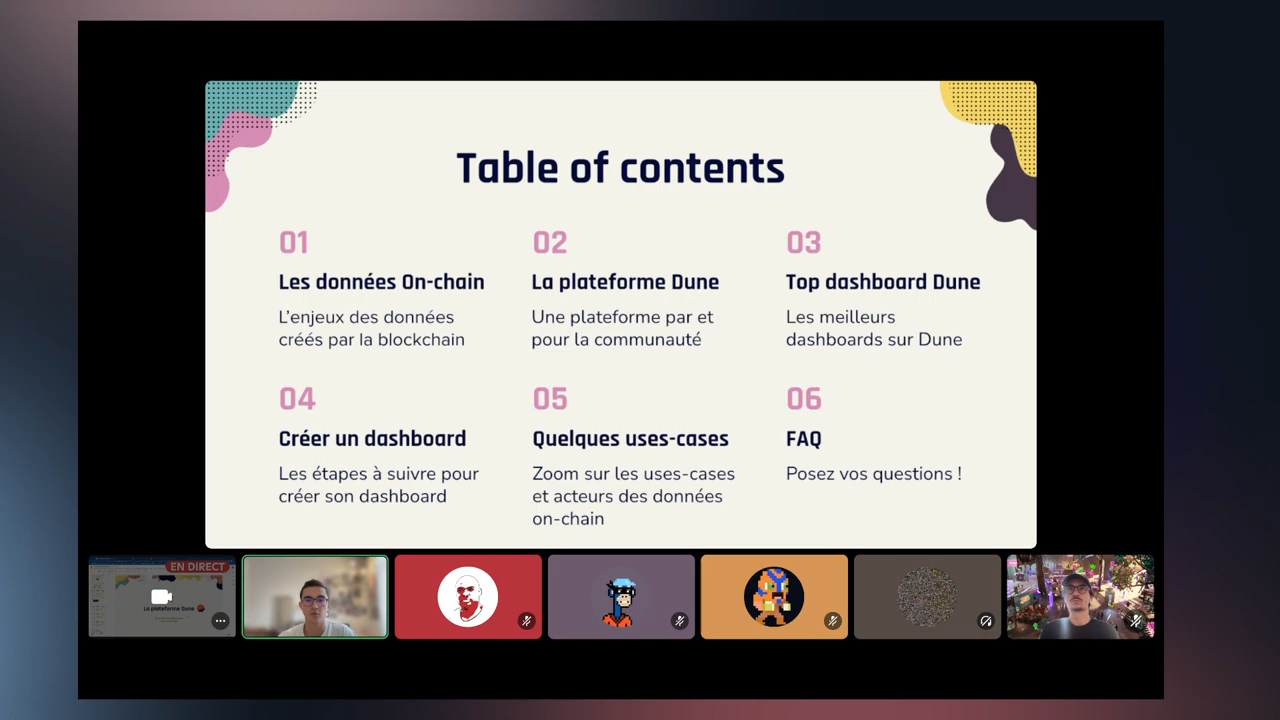 Table of contents
01
Les données On-chain
L'enjeux des données
créés par la blockchain
02
La plateforme Dune
Une plateforme par et
pour la communauté
03
Top dashboard Dune
Les meilleurs
dashboards sur Dune
04
Créer un dashboard
Les étapes à suivre pour
créer son dashboard
05
Quelques uses-cases
Zoom sur les uses-cases
et acteurs des données
on-chain
06
FAQ
Posez vos questions !
EN DIRECT
La plateforme Dune